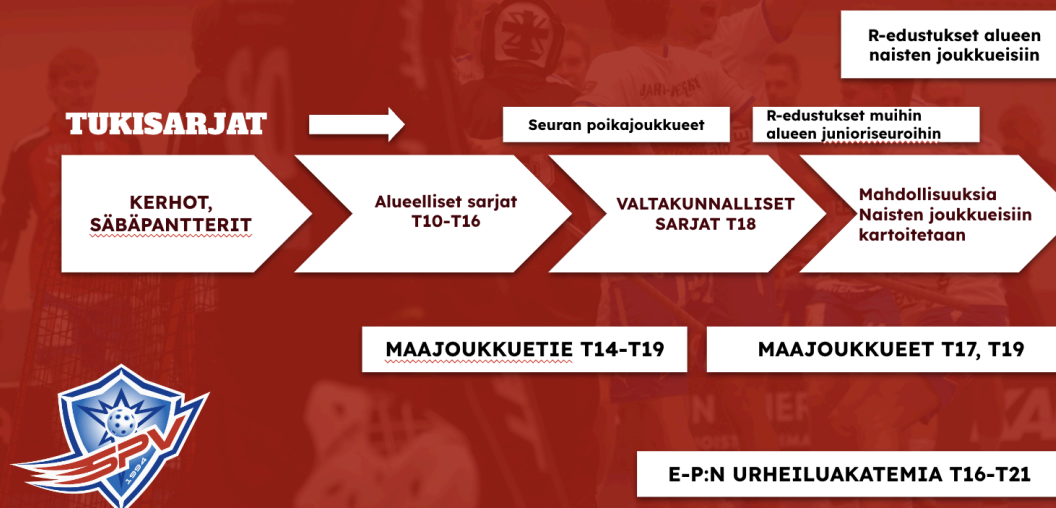 R-edustukset alueen
naisten joukkueisiin
TUKISARJAT
Seuran poikajoukkueet
R-edustukset muihin
alueen junioriseuroihin
KERHOT,
SÄBÄPANTTERIT
Alueelliset sarjat
T10-T16
VALTAKUNNALLISET
SARJAT T18
Mahdollisuuksia
Naisten joukkueisiin
kartoitetaan
MAAJOUKKUETIE T14-T19
MAAJOUKKUEET T17, T19
SPV
1994
E-P:N URHEILUAKATEMIA T16-T21